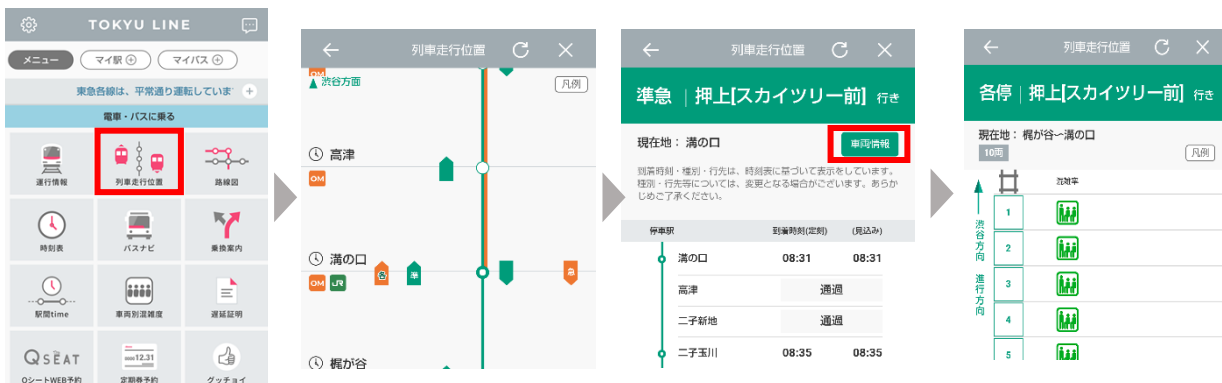 TOKYU LINE
メニュー
マイ駅
マイバス
東急各線は、平常通り運転していま
電車・バスに乗る
運行情報
列車走行位置
路線図
時刻表
バスナビ
乗換案内
駅間time
車両別混雑度
遅延証明
Q SEAT
12.31
QシートWEB予約
定期券予約
グッチョイ
列車走行位置
OM
渋谷方面
凡例
高津
OM
溝の口
OM JR
各
準
急
梶が谷
列車走行位置
準急 | 押上[スカイツリー前] 行き
現在地： 溝の口
車両情報
到着時刻・種別・行先は、時刻表に基づいて表示をしています。
種別・行先等については、変更となる場合がござい​ます。あらか
じめご了承ください。
停車駅 到着時刻(定刻) (見込み)
溝の口 08:31 08:31
高津 通過
二子新地 通過
二子玉川 08:35 08:35
列車走行位置
各停 | 押上[スカイツリー前] 行き
現在地： 梶が谷〜溝の口
10両
凡例
混雑率
渋谷方向 進行方向
1
2
3
4
5